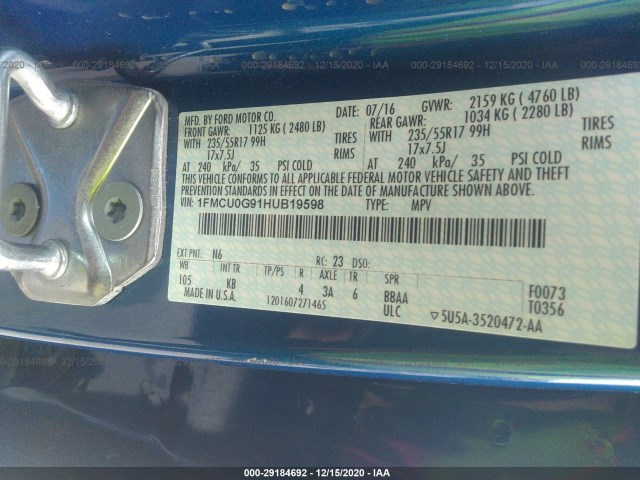 000-29184692 - 12/15/2020 - IAA
MFD. BY FORD MOTOR CO.
DATE: 07/16 GVWR: 2159 KG ( 4760 LB)
FRONT GAWR: 1125 KG ( 2480 LB) REAR GAWR: 1034 KG ( 2280 LB)
WITH 235/55R17 99H TIRES WITH 235/55R17 99H TIRES
17x7.5J RIMS 17x7.5J RIMS
AT 240 kPa/ 35 PSI COLD AT 240 kPa/ 35 PSI COLD
THIS VEHICLE CONFORMS TO ALL APPLICABLE FEDERAL MOTOR VEHICLE SAFETY AND THEFT
PREVENTION STANDARDS IN EFFECT ON THE DATE OF MANUFACTURE SHOWN ABOVE.
VIN: 1FMCU0G91HUB19598 TYPE: MPV
EXT PNT: N6 RC: 23 DSO:
WB INT TR TP/PS R AXLE TR SPR
105 KB 4 3A 6 BBAA F0073
MADE IN U.S.A. 1201607271465 ULC ▽5U5A-3520472-AA T0356
000-29184692 - 12/15/2020 - IAA